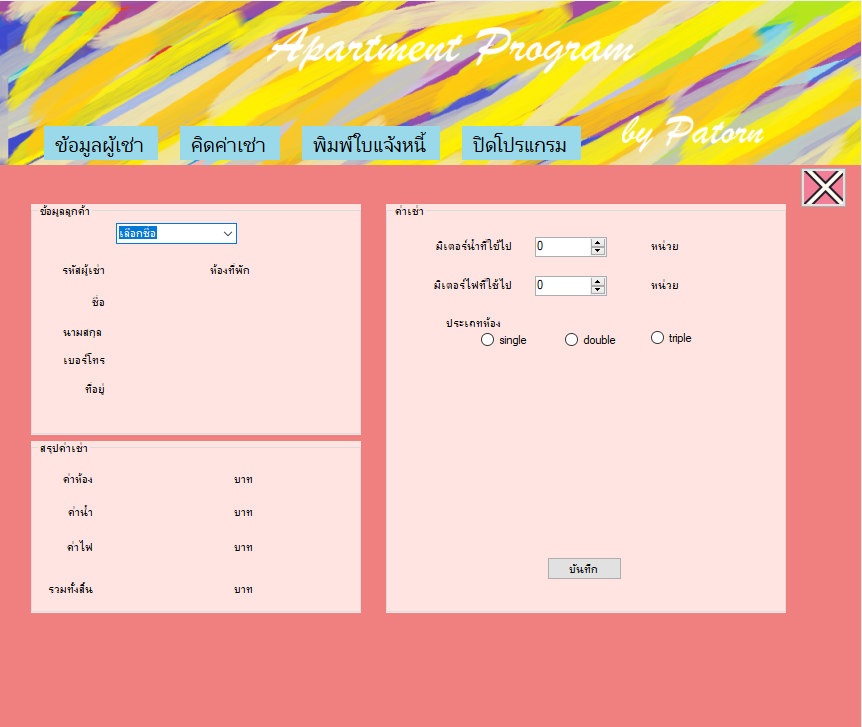 Apartment Program
by Patorn
ข้อมูลผู้เช่า คิดค่าเช่า พิมพ์ใบแจ้งหนี้ ปิดโปรแกรม
ข้อมูลลูกค้า
เลือกชื่อ
รหัสผู้เช่า ห้องที่พัก
ชื่อ
นามสกุล
เบอร์โทร
ที่อยู่
สรุปค่าเช่า
ค่าห้อง บาท
ค่าน้ำ บาท
ค่าไฟ บาท
รวมทั้งสิ้น บาท
ค่าเช่า
มิเตอร์น้ำที่ใช้ไป 0 หน่วย
มิเตอร์ไฟที่ใช้ไป 0 หน่วย
ประเภทห้อง
single double triple
บันทึก